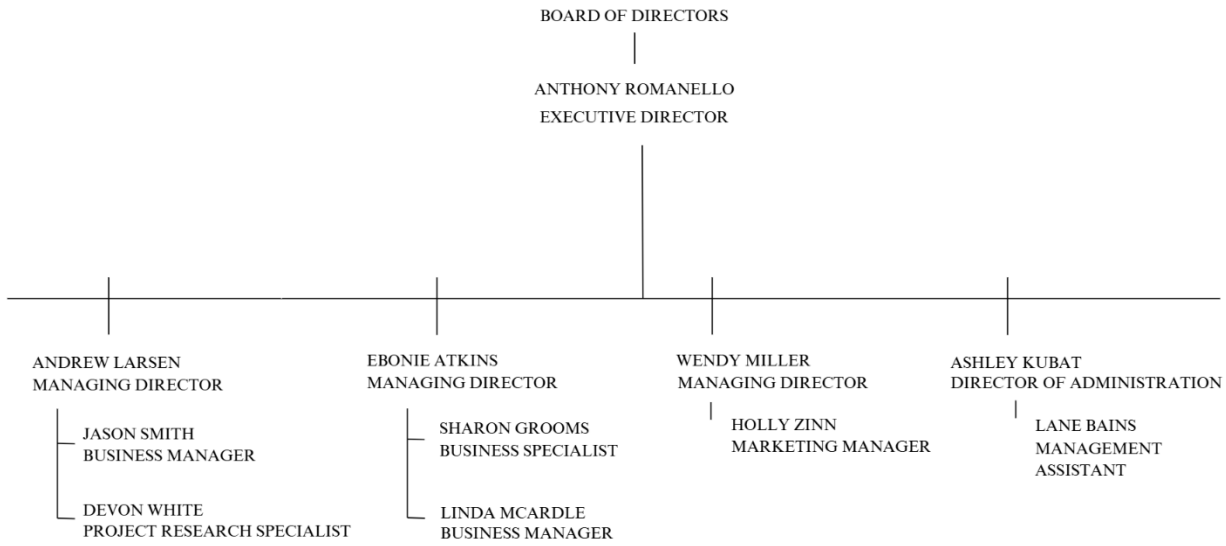 BOARD OF DIRECTORS
ANTHONY ROMANELLO
EXECUTIVE DIRECTOR
ANDREW LARSEN
MANAGING DIRECTOR
JASON SMITH
BUSINESS MANAGER
DEVON WHITE
PROJECT RESEARCH SPECIALIST
EBONIE ATKINS
MANAGING DIRECTOR
SHARON GROOMS
BUSINESS SPECIALIST
LINDA MCARDLE
BUSINESS MANAGER
WENDY MILLER
MANAGING DIRECTOR
HOLLY ZINN
MARKETING MANAGER
ASHLEY KUBAT
DIRECTOR OF ADMINISTRATION
LANE BAINS
MANAGEMENT
ASSISTANT